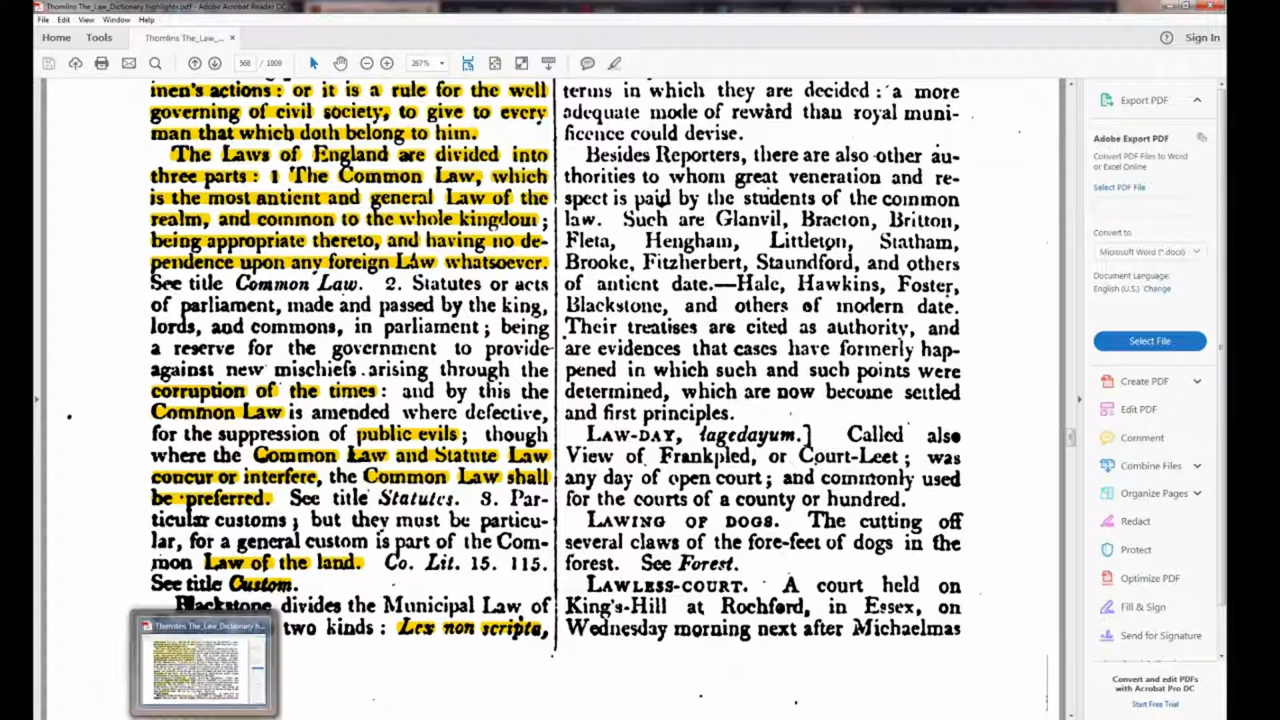 Thomlins The_Law_Dictionary highlights.pdf - Adobe Acrobat Reader DC
File Edit View Window Help
Home Tools Thomlins The_Law_... ×
Sign In
568 / 1009
267%
men's actions: or it is a rule for the well
governing of civil society, to give to every
man that which doth belong to him.
The Laws of England are divided into
three parts: 1 The Common Law, which
is the most antient and general Law of the
realm, and common to the whole kingdom;
being appropriate thereto, and having no de-
pendence upon any foreign Law whatsoever.
See title Common Law. 2. Statutes or acts
of parliament, made and passed by the king,
lords, and commons, in parliament; being
a reserve for the government to provide
against new mischiefs arising through the
corruption of the times: and by this the
Common Law is amended where defective,
for the suppression of public evils; though
where the Common Law and Statute Law
concur or interfere, the Common Law shall
be preferred. See title Statutes. 3. Par-
ticular customs; but they must be particu-
lar, for a general custom is part of the Com-
mon Law of the land. Co. Lit. 15. 115.
See title Custom.
Blackstone divides the Municipal Law of
two kinds: Lex non scripta,
terms in which they are decided: a more
adequate mode of reward than royal muni-
ficence could devise.
Besides Reporters, there are also other au-
thorities to whom great veneration and re-
spect is paid by the students of the common
law. Such are Glanvil, Bracton, Britton,
Fleta, Hengham, Littleton, Statham,
Brooke, Fitzherbert, Staundford, and others
of antient date.—Hale, Hawkins, Foster,
Blackstone, and others of modern date.
Their treatises are cited as authority, and
are evidences that cases have formerly hap-
pened in which such and such points were
determined, which are now become settled
and first principles.
LAW-DAY, lagedayum.] Called also
View of Frankpled, or Court-Leet; was
any day of open court; and commonly used
for the courts of a county or hundred.
LAWING OF DOGS. The cutting off
several claws of the fore-feet of dogs in the
forest. See Forest.
LAWLESS-COURT. A court held on
King's-Hill at Rochford, in Essex, on
Wednesday morning next after Michaelmas
Export PDF
Adobe Export PDF
Convert PDF Files to Word
or Excel Online
Select PDF File
Convert to
Microsoft Word (*.docx)
Document Language:
English (U.S.) Change
Select File
Create PDF
Edit PDF
Comment
Combine Files
Organize Pages
Redact
Protect
Optimize PDF
Fill & Sign
Send for Signature
Convert and edit PDFs
with Acrobat Pro DC
Start Free Trial
Thomlins The_Law_Dictionary hi...